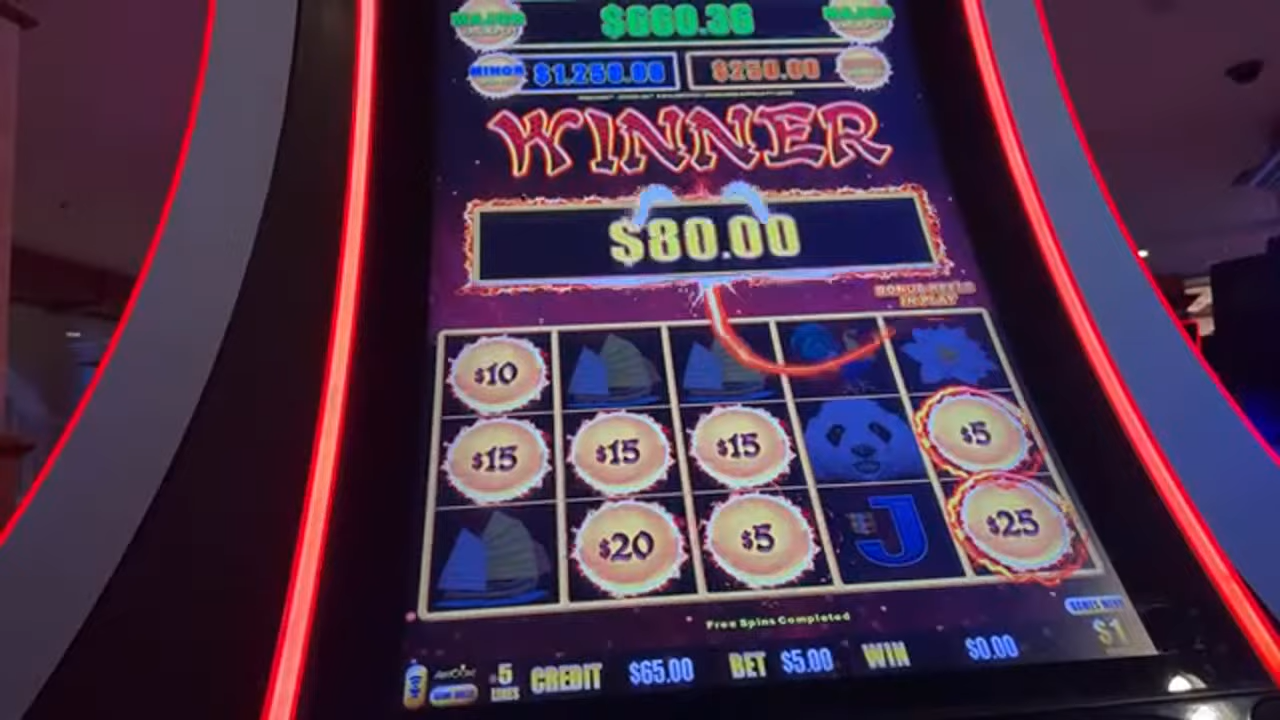 MAJOR $660.36 MAJOR
MINOR $1,250.00 $250.00
WINNER
$80.00
BONUS REELS
IN PLAY
$10
$15 $15 $15 $5
$20 $5 J $25
Free Spins Completed
5 LINES CREDIT $65.00 BET $5.00 WIN $0.00 $1